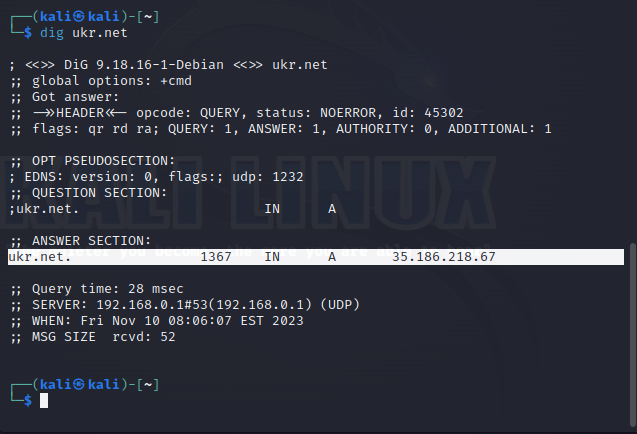 ┌──(kali㉿kali)-[~]
└─$ dig ukr.net

; <<>> DiG 9.18.16-1-Debian <<>> ukr.net
;; global options: +cmd
;; Got answer:
;; ->>HEADER<<- opcode: QUERY, status: NOERROR, id: 45302
;; flags: qr rd ra; QUERY: 1, ANSWER: 1, AUTHORITY: 0, ADDITIONAL: 1

;; OPT PSEUDOSECTION:
; EDNS: version: 0, flags:; udp: 1232
;; QUESTION SECTION:
;ukr.net. IN A
KALI LINUX

;; ANSWER SECTION:
ukr.net. 1367 IN A 35.186.218.67

;; Query time: 28 msec
;; SERVER: 192.168.0.1#53(192.168.0.1) (UDP)
;; WHEN: Fri Nov 10 08:06:07 EST 2023
;; MSG SIZE rcvd: 52

┌──(kali㉿kali)-[~]
└─$